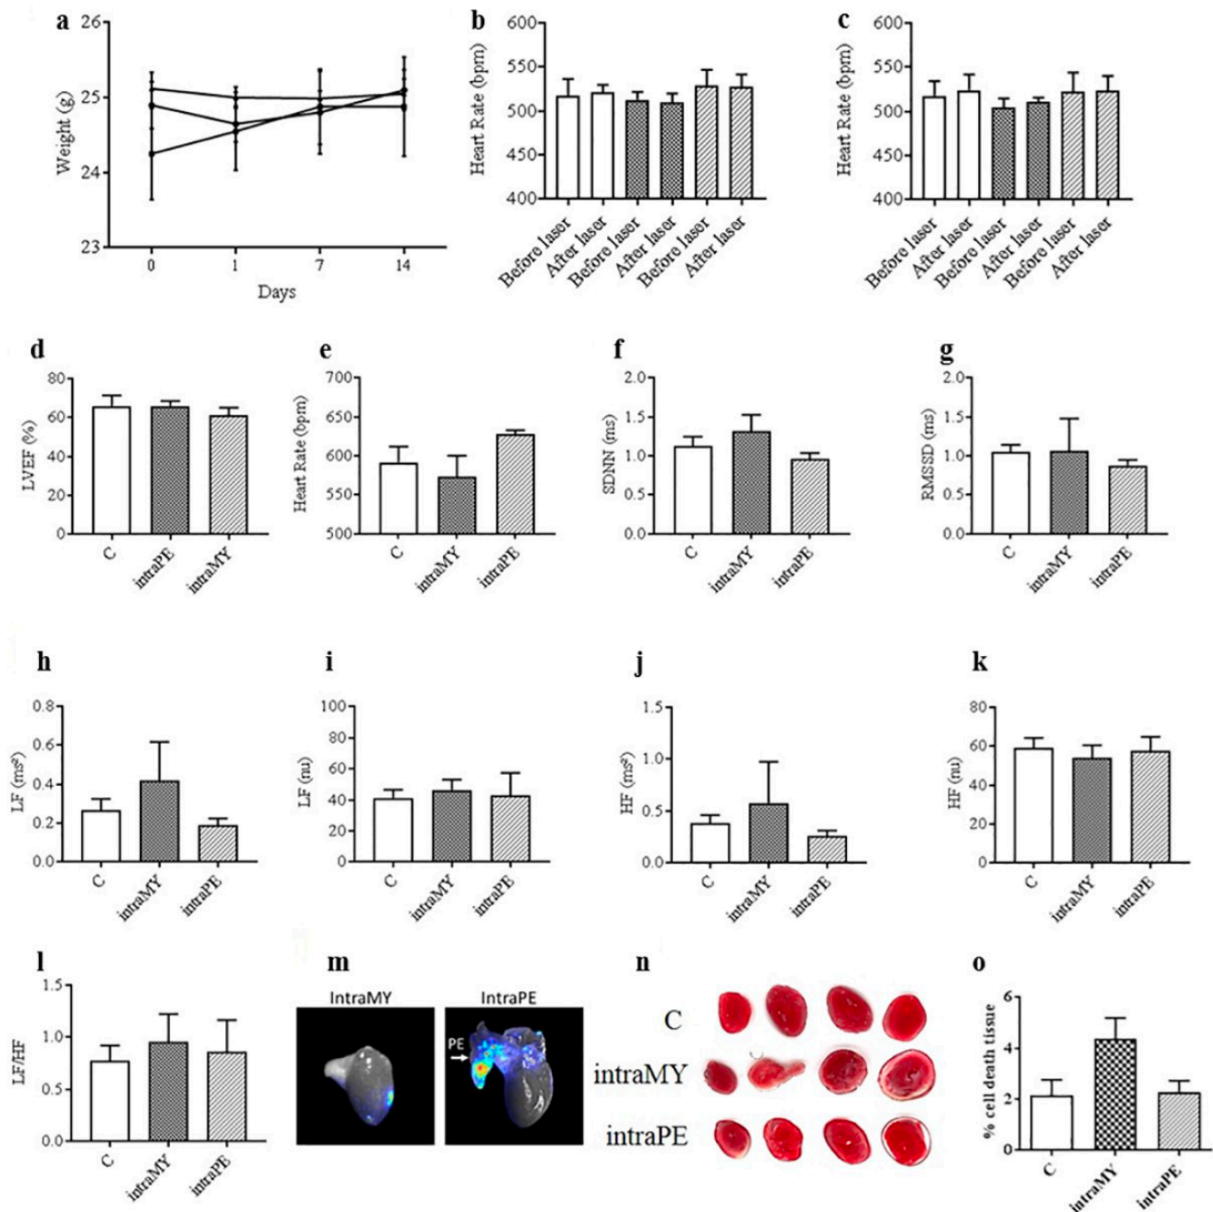 a
26
25
24
23
Weight (g)
0 1 7 14
Days
b
600
550
500
450
400
Heart Rate (bpm)
Before laser
After laser
Before laser
After laser
Before laser
After laser
c
600
550
500
450
400
Heart Rate (bpm)
Before laser
After laser
Before laser
After laser
Before laser
After laser
d
80
60
40
20
0
LVEF (%)
C
intraPE
intraMY
e
700
650
600
550
500
Heart Rate (bpm)
C
intraMY
intraPE
f
2.0
1.5
1.0
0.5
0.0
SDNN (ms)
C
intraMY
intraPE
g
2.0
1.5
1.0
0.5
0.0
RMSSD (ms)
C
intraMY
intraPE
h
0.8
0.6
0.4
0.2
0.0
LF (ms²)
C
intraMY
intraPE
i
100
80
60
40
20
0
LF (nu)
C
intraMY
intraPE
j
1.5
1.0
0.5
0.0
HF (ms²)
C
intraMY
intraPE
k
80
60
40
20
0
HF (nu)
C
intraMY
intraPE
l
1.5
1.0
0.5
0.0
LF/HF
C
intraMY
intraPE
m
IntraMY
IntraPE
PE
n
C
intraMY
intraPE
o
6
4
2
0
% cell death tissue
C
intraMY
intraPE